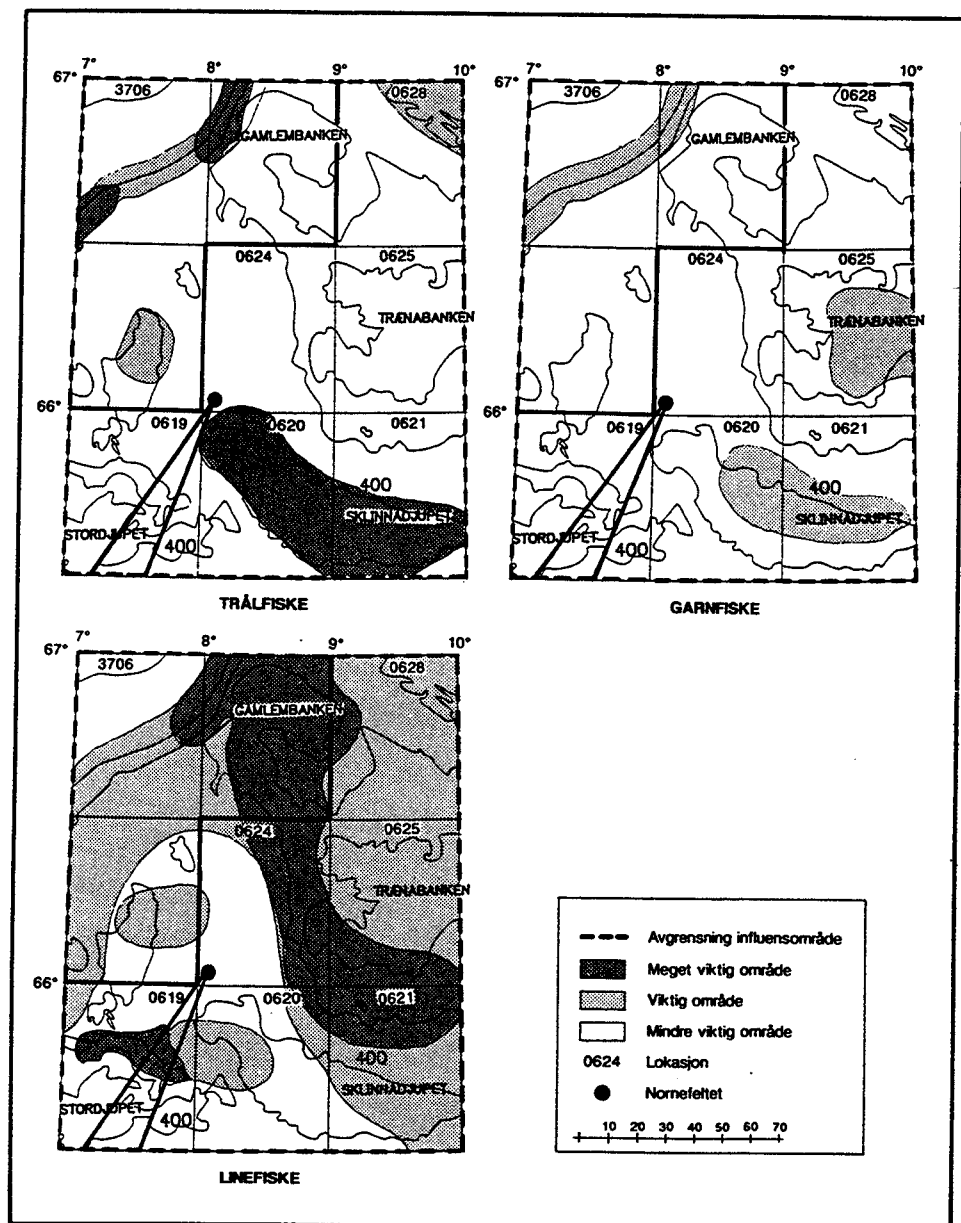 7° 8° 9° 10°
67°
3706
GAMLEMBANKEN
0624 0625
TRÆNABANKEN
66°
0619 0620 0621
400
SKLINNADJUPET
STORDJUPET
400
TRÅLFISKE
7° 8° 9° 10°
67°
3706 0628
GAMLEMBANKEN
0624 0625
TRÆNABANKEN
66°
0619 0620 0621
400
SKLINNADJUPET
STORDJUPET
400
GARNFISKE
7° 8° 9° 10°
67°
3706 0628
GAMLEMBANKEN
0624 0625
TRÆNABANKEN
66°
0619 0620 0621
400
SKLINNADJUPET
STORDJUPET
400
LINEFISKE
Avgrensning influensområde
Meget viktig område
Viktig område
Mindre viktig område
0624 Lokasjon
Nornefeltet
10 20 30 40 50 60 70